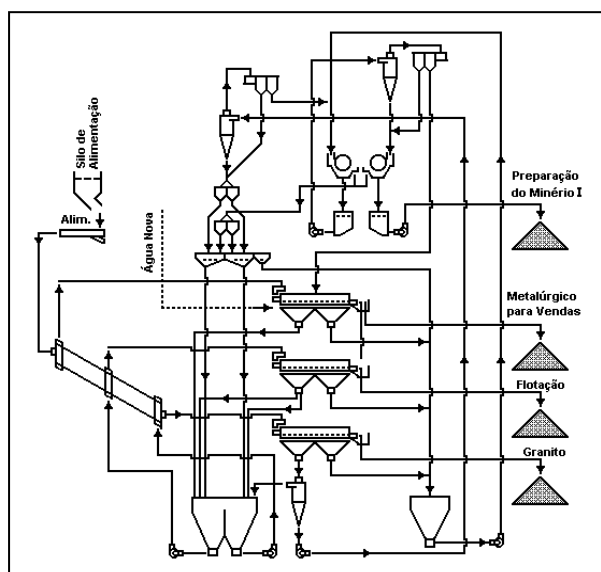 Silo de
Alimentação
Alim.
Água Nova
Preparação
do Minério I
Metalúrgico
para Vendas
Flotação
Granito